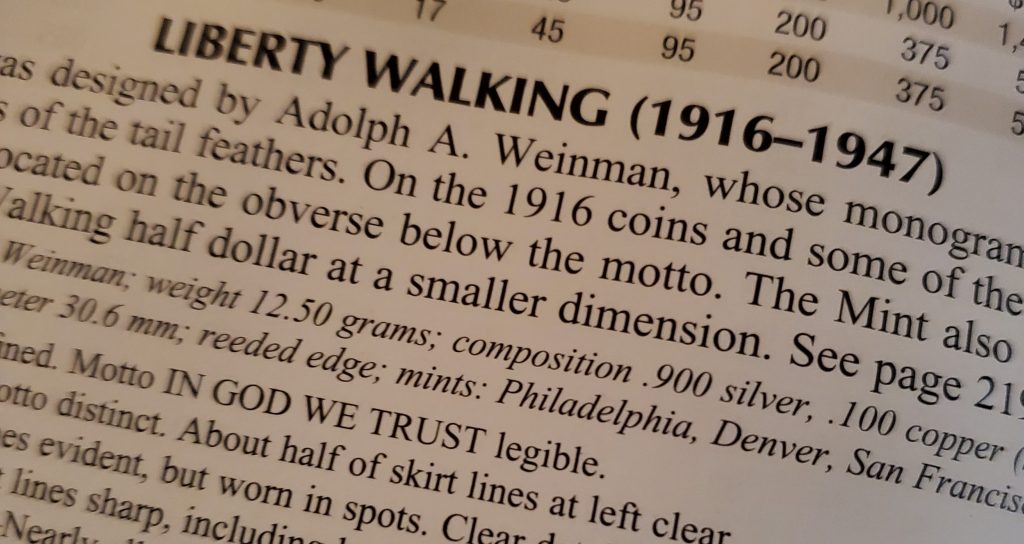 17 45 95 200 1,000
95 200 375
375
LIBERTY WALKING (1916–1947)
as designed by Adolph A. Weinman, whose monogram
of the tail feathers. On the 1916 coins and some of the
ocated on the obverse below the motto. The Mint also
alking half dollar at a smaller dimension. See page 219
Weinman; weight 12.50 grams; composition .900 silver, .100 copper (
eter 30.6 mm; reeded edge; mints: Philadelphia, Denver, San Francis
ined. Motto IN GOD WE TRUST legible.
otto distinct. About half of skirt lines at left clear
es evident, but worn in spots. Clear
lines sharp, including
Nearly